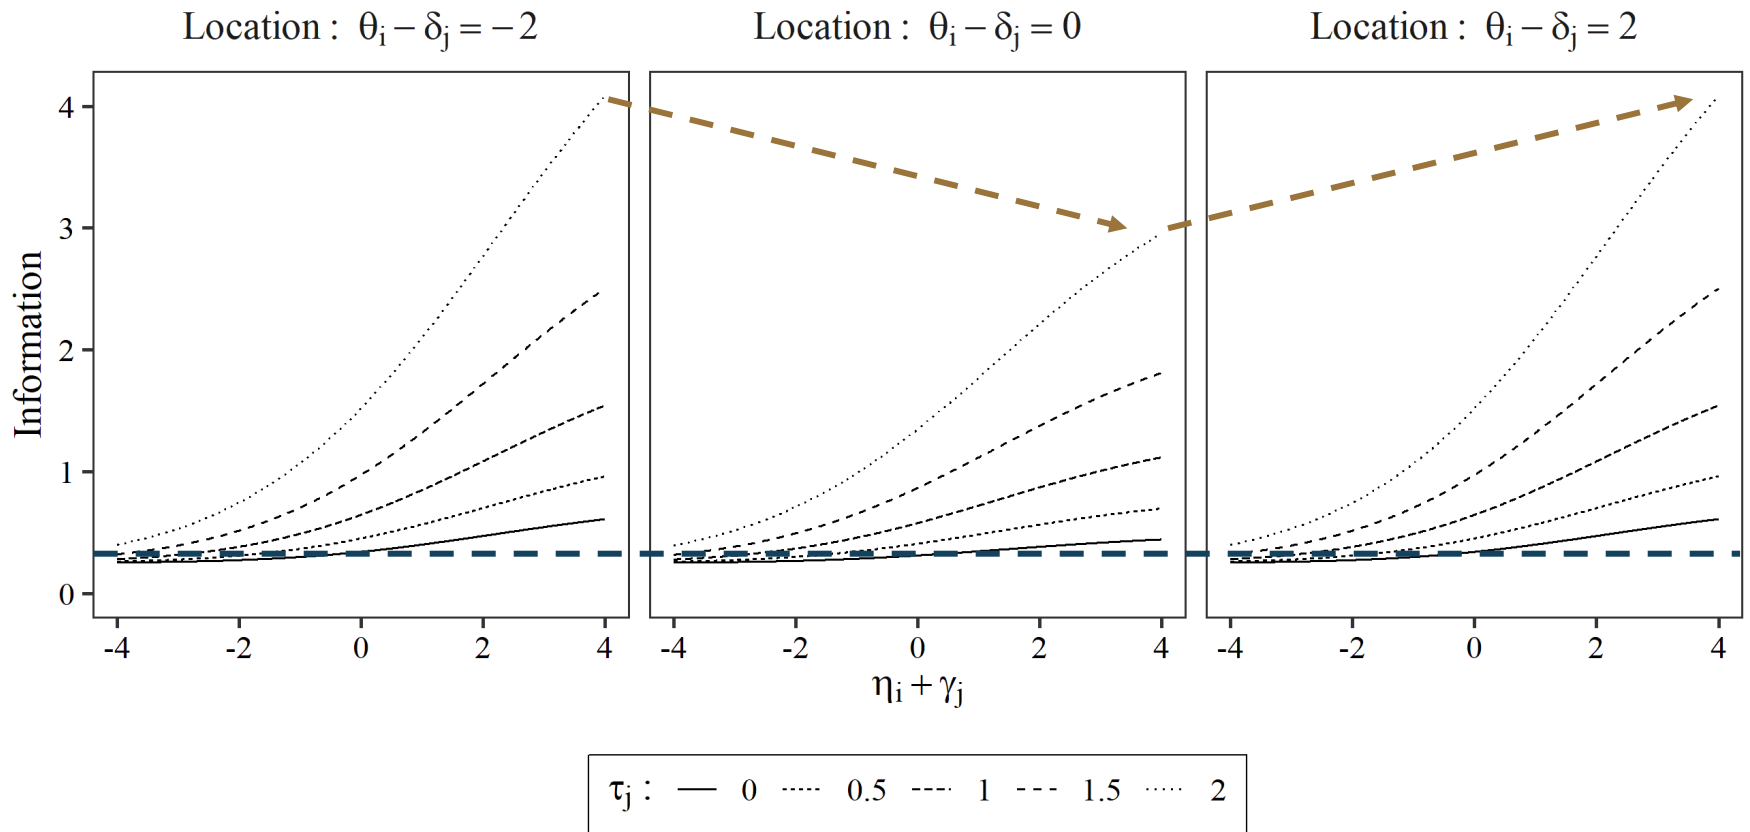 Location : θi − δj = −2
Location : θi − δj = 0
Location : θi − δj = 2
Information
4
3
2
1
0
-4 -2 0 2 4
-4 -2 0 2 4
-4 -2 0 2 4
ηi + γj
τj : 0 0.5 1 1.5 2